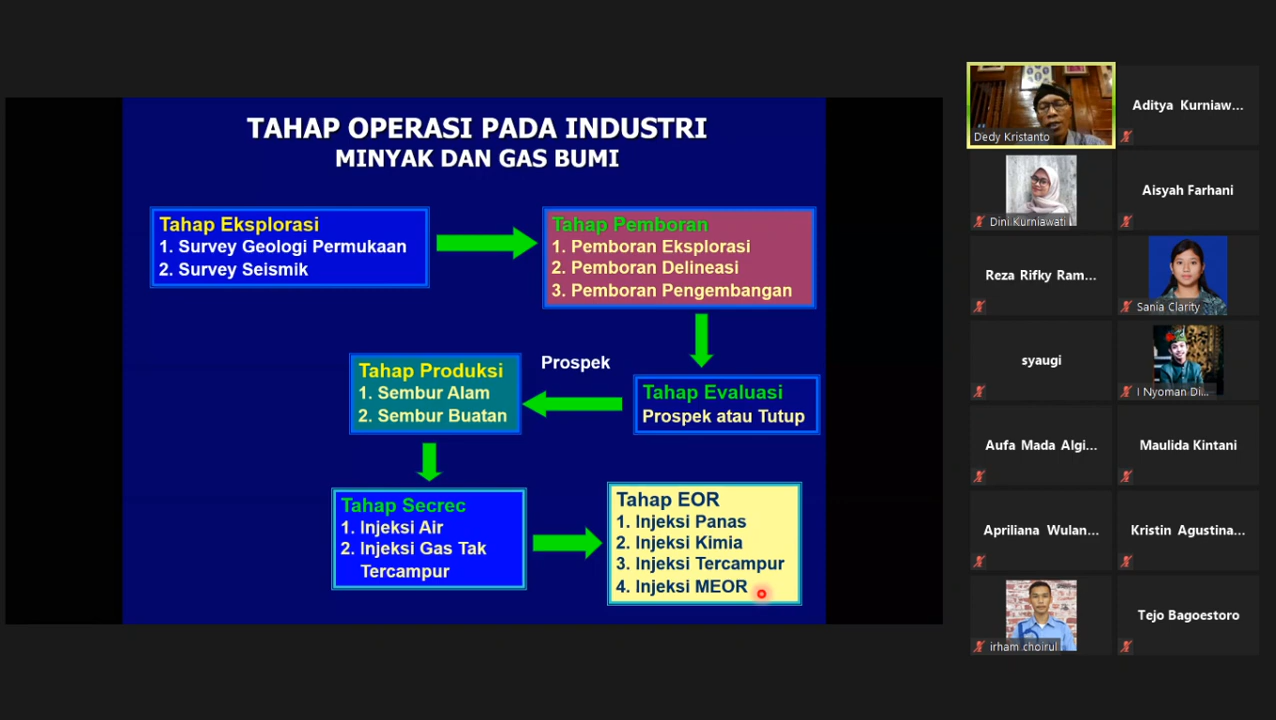 TAHAP OPERASI PADA INDUSTRI
MINYAK DAN GAS BUMI
Tahap Eksplorasi
1. Survey Geologi Permukaan
2. Survey Seismik
Tahap Pemboran
1. Pemboran Eksplorasi
2. Pemboran Delineasi
3. Pemboran Pengembangan
Tahap Evaluasi
Prospek atau Tutup
Prospek
Tahap Produksi
1. Sembur Alam
2. Sembur Buatan
Tahap Secrec
1. Injeksi Air
2. Injeksi Gas Tak
Tercampur
Tahap EOR
1. Injeksi Panas
2. Injeksi Kimia
3. Injeksi Tercampur
4. Injeksi MEOR
Dedy Kristanto
Aditya Kurniaw...
Dini Kurniawati
Aisyah Farhani
Reza Rifky Ram...
Sania Clarity
syaugi
I Nyoman Di...
Aufa Mada Algi...
Maulida Kintani
Apriliana Wulan...
Kristin Agustina...
irham choirul
Tejo Bagoestoro